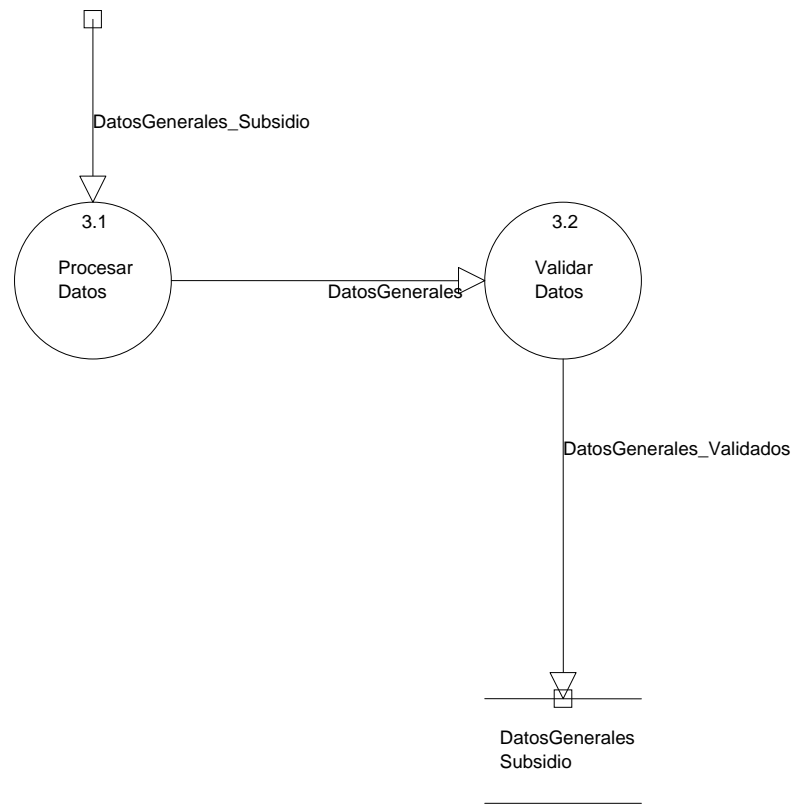 DatosGenerales_Subsidio
3.1
Procesar
Datos
DatosGenerales
3.2
Validar
Datos
DatosGenerales_Validados
DatosGenerales
Subsidio